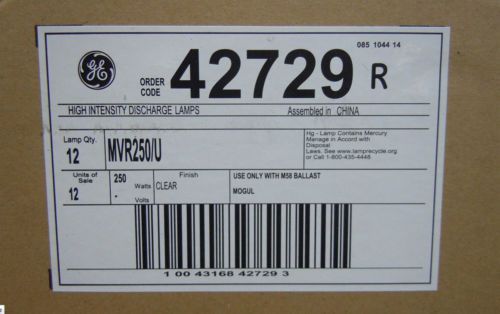 085 1044 14
GE
ORDER CODE 42729 R
HIGH INTENSITY DISCHARGE LAMPS Assembled in CHINA
Lamp Qty.
12
MVR250/U
Hg - Lamp Contains Mercury
Manage in Accord with
Disposal
Laws. See www.lamprecycle.org
or Call 1-800-435-4448
Units of
Sale
12
250 Watts
- Volts
Finish
CLEAR
USE ONLY WITH M58 BALLAST
MOGUL
1 00 43168 42729 3